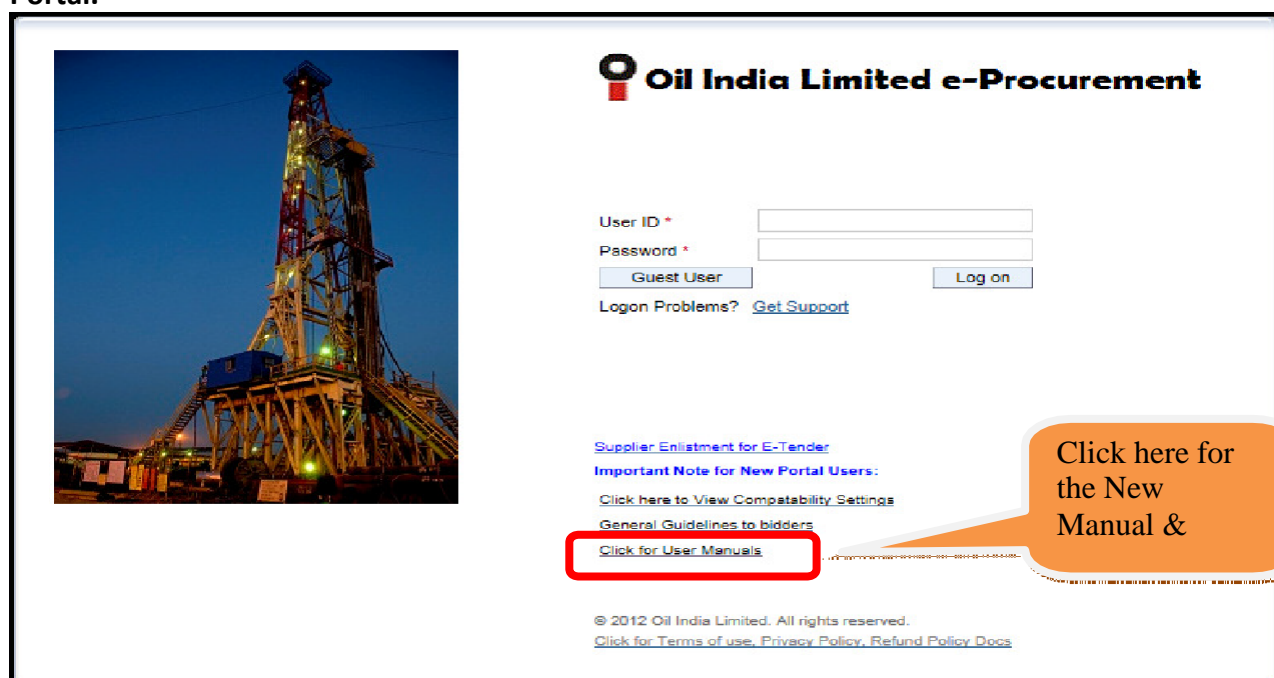 Portal.
Oil India Limited e-Procurement
User ID *
Password *
Guest User Log on
Logon Problems? Get Support
Supplier Enlistment for E-Tender
Important Note for New Portal Users:
Click here to View Compatability Settings
General Guidelines to bidders
Click for User Manuals
Click here for
the New
Manual &
© 2012 Oil India Limited. All rights reserved.
Click for Terms of use, Privacy Policy, Refund Policy Docs